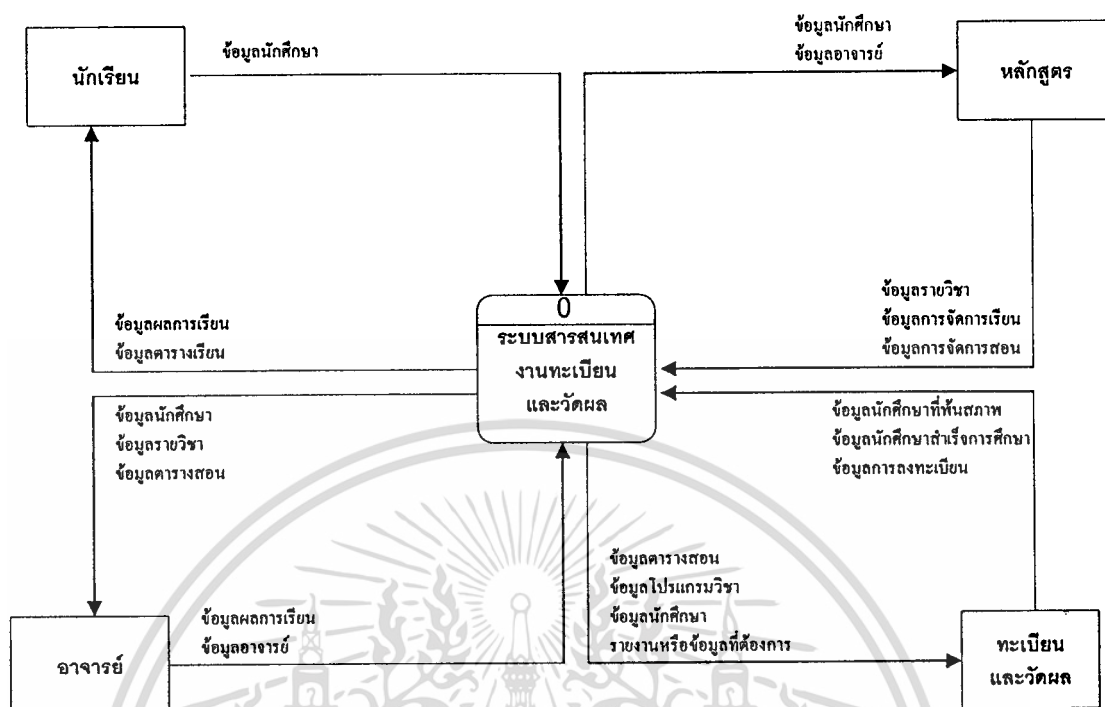 นักเรียน
ข้อมูลนักศึกษา
ข้อมูลนักศึกษา
ข้อมูลอาจารย์
หลักสูตร
ข้อมูลผลการเรียน
ข้อมูลตารางเรียน
0
ระบบสารสนเทศ
งานทะเบียน
และวัดผล
ข้อมูลรายวิชา
ข้อมูลการจัดการเรียน
ข้อมูลการจัดการสอน
ข้อมูลนักศึกษา
ข้อมูลรายวิชา
ข้อมูลตารางสอน
ข้อมูลนักศึกษาที่พ้นสภาพ
ข้อมูลนักศึกษาสำเร็จการศึกษา
ข้อมูลการลงทะเบียน
อาจารย์
ข้อมูลผลการเรียน
ข้อมูลอาจารย์
ข้อมูลตารางสอน
ข้อมูลโปรแกรมวิชา
ข้อมูลนักศึกษา
รายงานหรือข้อมูลที่ต้องการ
ทะเบียน
และวัดผล